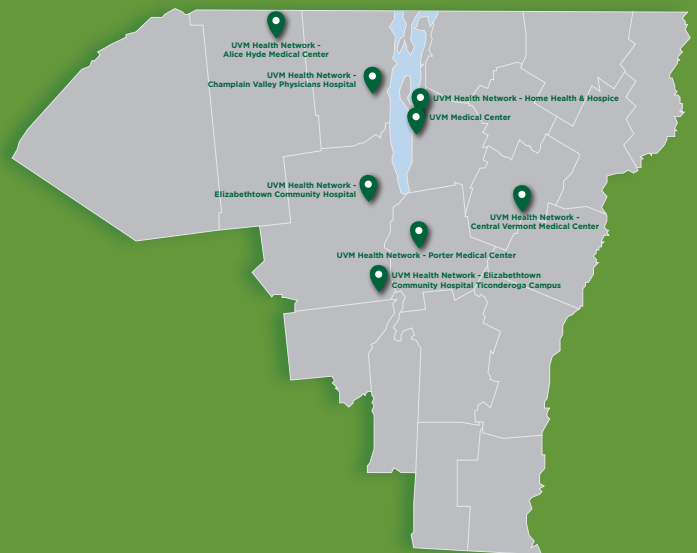 UVM Health Network -
Alice Hyde Medical Center
UVM Health Network -
Champlain Valley Physicians Hospital
UVM Health Network - Home Health & Hospice
UVM Medical Center
UVM Health Network -
Elizabethtown Community Hospital
UVM Health Network -
Central Vermont Medical Center
UVM Health Network - Porter Medical Center
UVM Health Network - Elizabethtown
Community Hospital Ticonderoga Campus